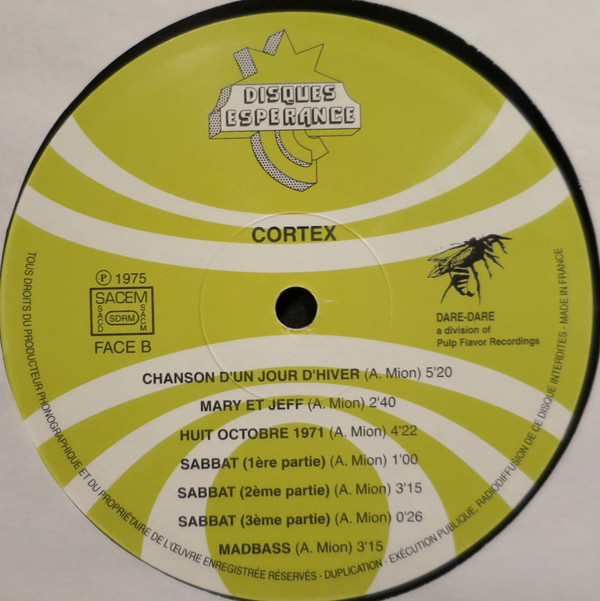 DISQUES
ESPERANCE
CORTEX
Ⓟ 1975
SACEM
SACD
SDRM
SACM
FACE B
DARE-DARE
a division of
Pulp Flavor Recordings
CHANSON D'UN JOUR D'HIVER (A. Mion) 5'20
MARY ET JEFF (A. Mion) 2'40
HUIT OCTOBRE 1971 (A. Mion) 4'22
SABBAT (1ère partie) (A. Mion) 1'00
SABBAT (2ème partie) (A. Mion) 3'15
SABBAT (3ème partie) (A. Mion) 0'26
MADBASS (A. Mion) 3'15
TOUS DROITS DU PRODUCTEUR PHONOGRAPHIQUE ET DU PROPRIÉTAIRE DE L'ŒUVRE ENREGISTRÉE RÉSERVÉS - DUPLICATION - EXÉCUTION PUBLIQUE, RADIODIFFUSION DE CE DISQUE INTERDITES - MADE IN FRANCE